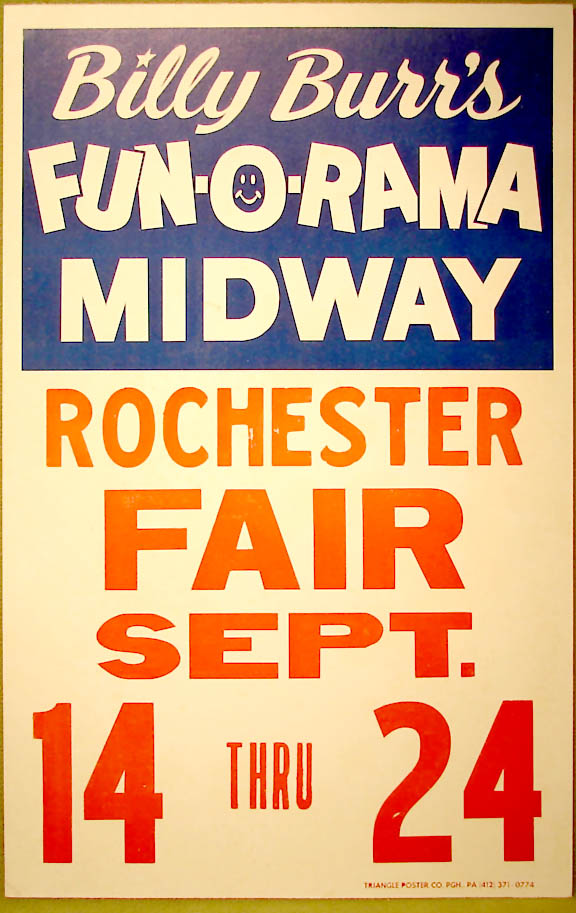 Billy Burr's
FUN-O-RAMA
MIDWAY
ROCHESTER
FAIR
SEPT.
14 THRU 24
TRIANGLE POSTER CO. PGH., PA (412) 371-0774